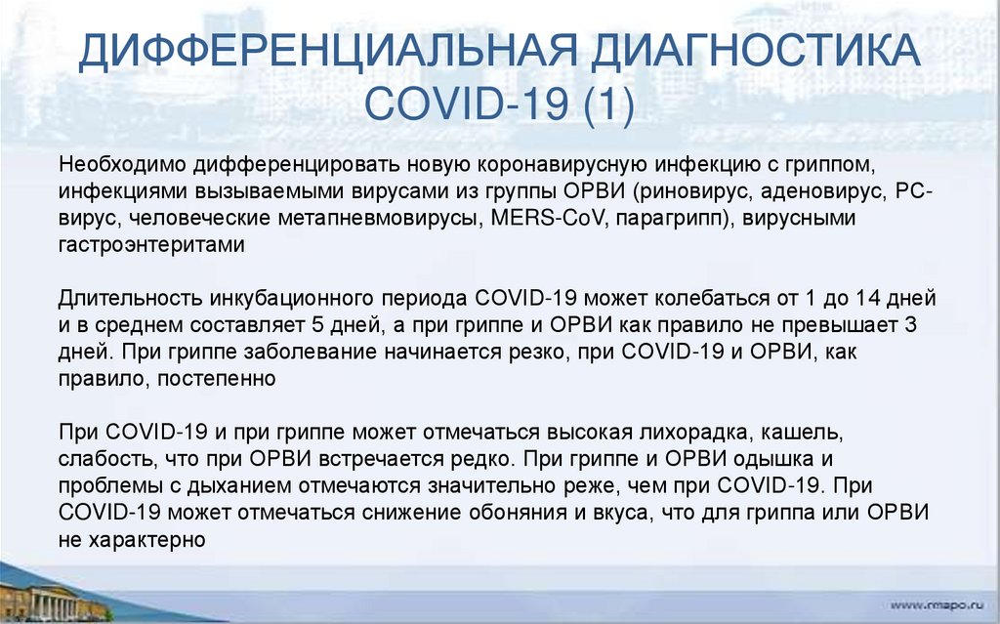 ДИФФЕРЕНЦИАЛЬНАЯ ДИАГНОСТИКА
COVID-19 (1)
Необходимо дифференцировать новую коронавирусную инфекцию с гриппом,
инфекциями вызываемыми вирусами из группы ОРВИ (риновирус, аденовирус, РС-
вирус, человеческие метапневмовирусы, MERS-CoV, парагрипп), вирусными
гастроэнтеритами
Длительность инкубационного периода COVID-19 может колебаться от 1 до 14 дней
и в среднем составляет 5 дней, а при гриппе и ОРВИ как правило не превышает 3
дней. При гриппе заболевание начинается резко, при COVID-19 и ОРВИ, как
правило, постепенно
При COVID-19 и при гриппе может отмечаться высокая лихорадка, кашель,
слабость, что при ОРВИ встречается редко. При гриппе и ОРВИ одышка и
проблемы с дыханием отмечаются значительно реже, чем при COVID-19. При
COVID-19 может отмечаться снижение обоняния и вкуса, что для гриппа или ОРВИ
не характерно
www.rmapo.ru